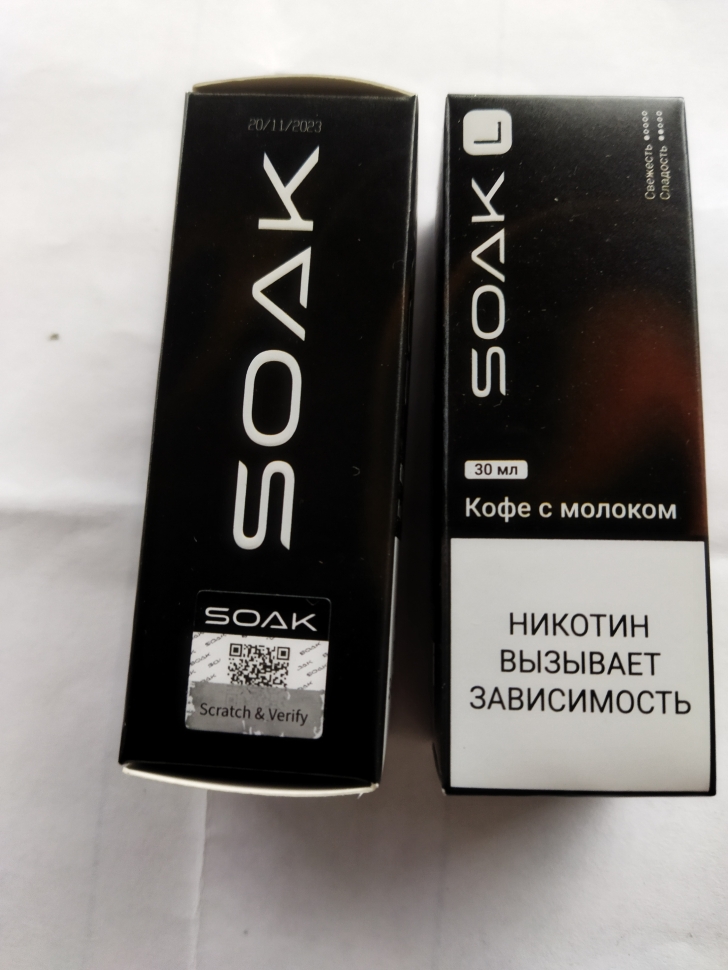 20/11/2023
SOAK
SOAK
Scratch & Verify
L
SOAK
Свежесть
Сладость
30 мл
Кофе с молоком
НИКОТИН
ВЫЗЫВАЕТ
ЗАВИСИМОСТЬ